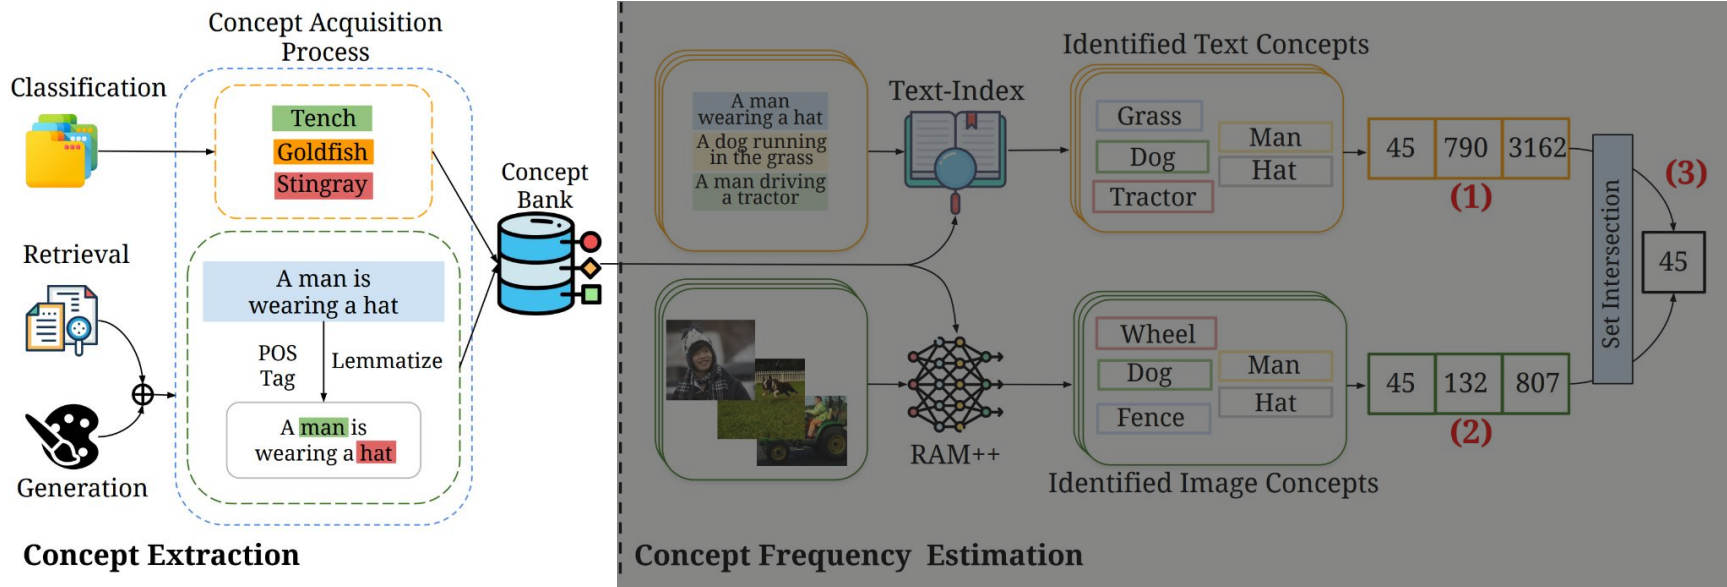 Concept Acquisition
Process
Classification
Tench
Goldfish
Stingray
Concept
Bank
Retrieval
A man is
wearing a hat
POS
Tag
Lemmatize
A man is
wearing a hat
Generation
Concept Extraction
A man
wearing a hat
A dog running
in the grass
A man driving
a tractor
Text-Index
Identified Text Concepts
Grass
Dog
Tractor
Man
Hat
45 790 3162
(1)
RAM++
Wheel
Dog
Fence
Man
Hat
Identified Image Concepts
45 132 807
(2)
Set Intersection
(3)
45
Concept Frequency Estimation